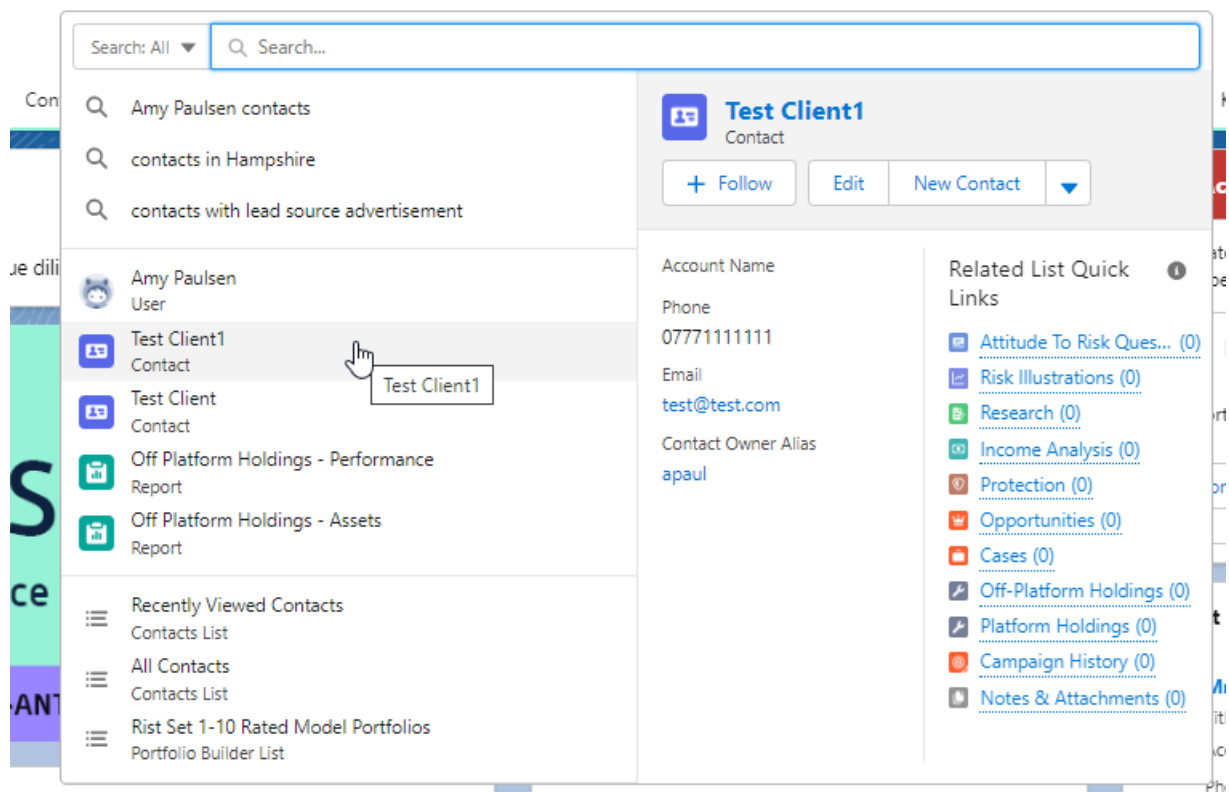 Search: All
Search...
Con
Amy Paulsen contacts
contacts in Hampshire
contacts with lead source advertisement
ue dili
Amy Paulsen
User
Test Client1
Contact
Test Client1
Test Client
Contact
Off Platform Holdings - Performance
Report
Off Platform Holdings - Assets
Report
S
ce
-ANT
Recently Viewed Contacts
Contacts List
All Contacts
Contacts List
Rist Set 1-10 Rated Model Portfolios
Portfolio Builder List
Test Client1
Contact
+ Follow
Edit
New Contact
Account Name
Phone
07771111111
Email
test@test.com
Contact Owner Alias
apaul
Related List Quick
Links
Attitude To Risk Ques... (0)
Risk Illustrations (0)
Research (0)
Income Analysis (0)
Protection (0)
Opportunities (0)
Cases (0)
Off-Platform Holdings (0)
Platform Holdings (0)
Campaign History (0)
Notes & Attachments (0)